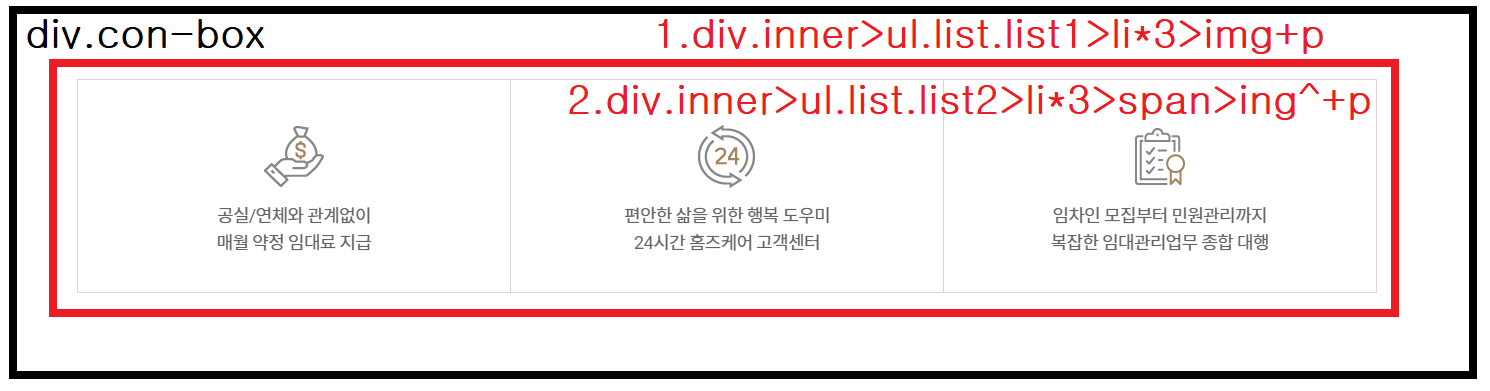 div.con-box
1.div.inner>ul.list.list1>li*3>img+p
2.div.inner>ul.list.list2>li*3>span>ing^+p
$
24
공실/연체와 관계없이
매월 약정 임대료 지급
편안한 삶을 위한 행복 도우미
24시간 홈즈케어 고객센터
임차인 모집부터 민원관리까지
복잡한 임대관리업무 종합 대행